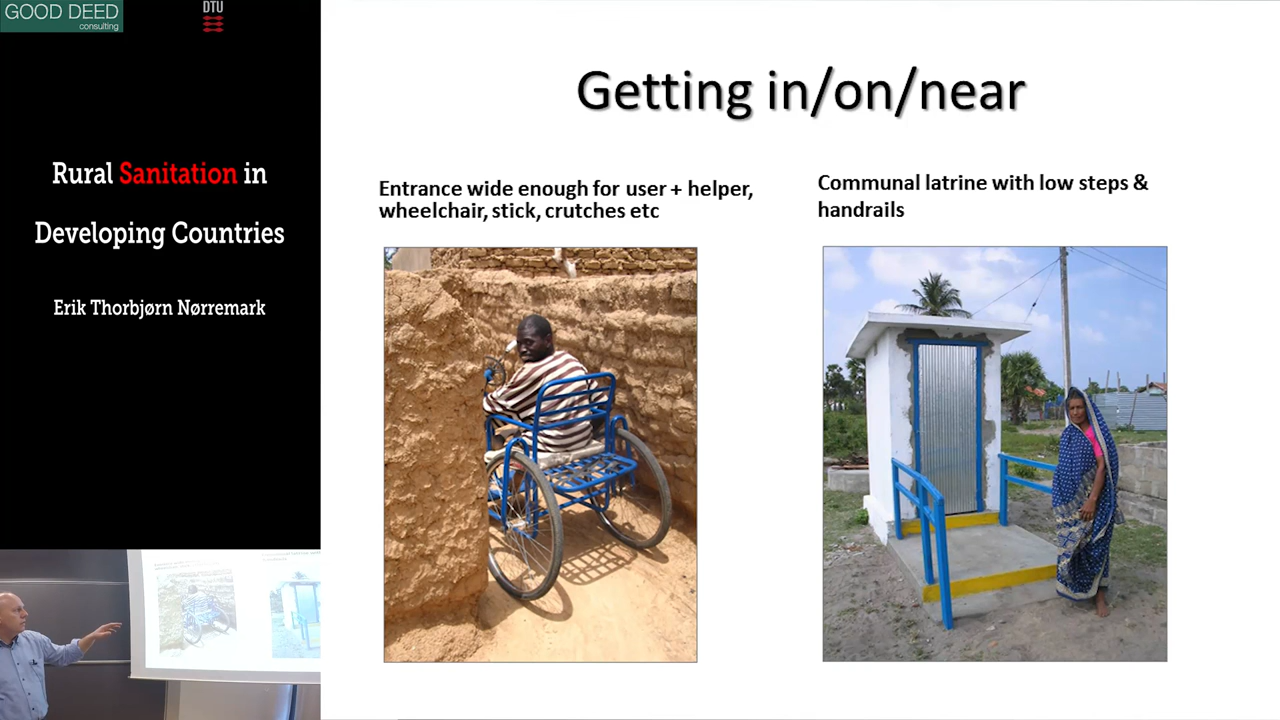 GOOD DEED
consulting
DTU
Rural Sanitation in
Developing Countries
Erik Thorbjørn Nørremark
Getting in/on/near
Entrance wide enough for user + helper,
wheelchair, stick, crutches etc
Communal latrine with low steps &
handrails